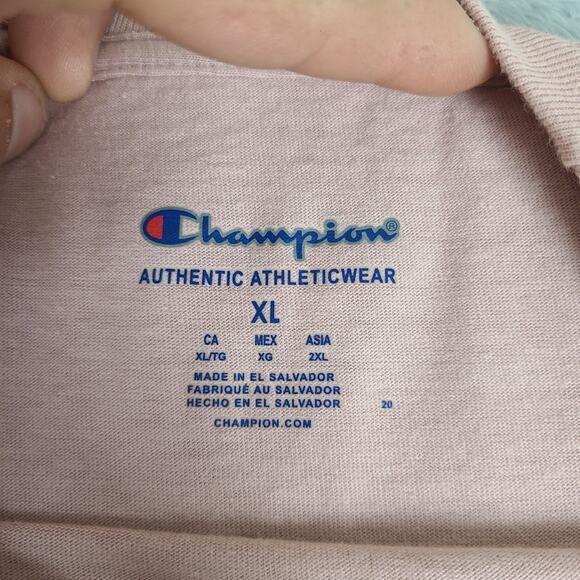 Champion®
AUTHENTIC ATHLETICWEAR
XL
CA MEX ASIA
XL/TG XG 2XL
MADE IN EL SALVADOR
FABRIQUÉ AU SALVADOR
HECHO EN EL SALVADOR 20
CHAMPION.COM